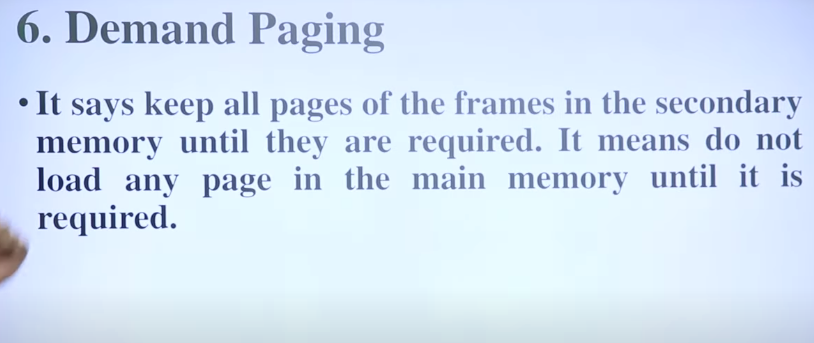 6. Demand Paging
• It says keep all pages of the frames in the secondary
memory until they are required. It means do not
load any page in the main memory until it is
required.